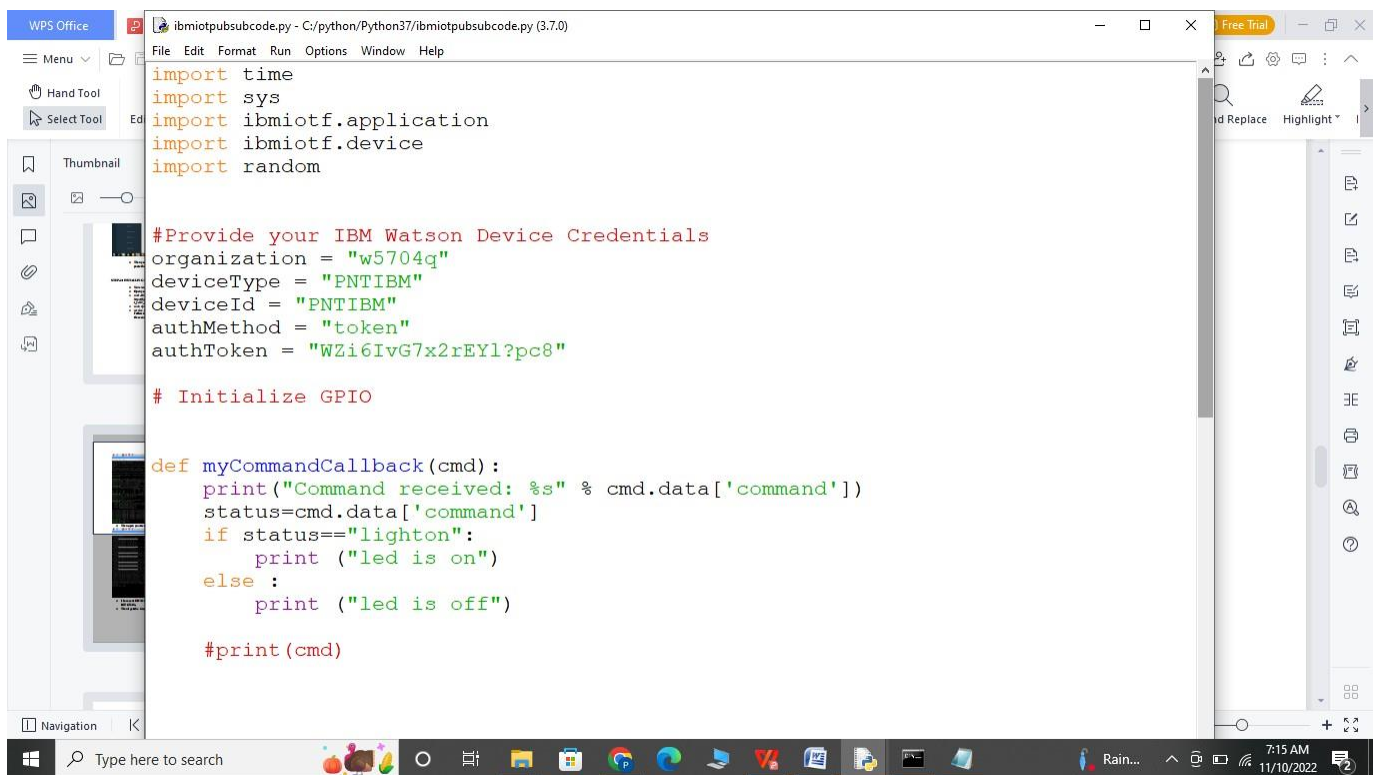 WPS Office
ibmiotpubsubcode.py - C:/python/Python37/ibmiotpubsubcode.py (3.7.0)
Free Trial
File Edit Format Run Options Window Help
Menu
Hand Tool
Select Tool
Replace
Highlight
Thumbnail
import time
import sys
import ibmiotf.application
import ibmiotf.device
import random
#Provide your IBM Watson Device Credentials
organization = "w5704q"
deviceType = "PNTIBM"
deviceId = "PNTIBM"
authMethod = "token"
authToken = "WZi6IvG7x2rEYl?pc8"
# Initialize GPIO
def myCommandCallback(cmd):
    print("Command received: %s" % cmd.data['command'])
    status=cmd.data['command']
    if status=="lighton":
        print ("led is on")
    else :
        print ("led is off")
    #print(cmd)
Navigation
Type here to search
Rain...
7:15 AM
11/10/2022
2